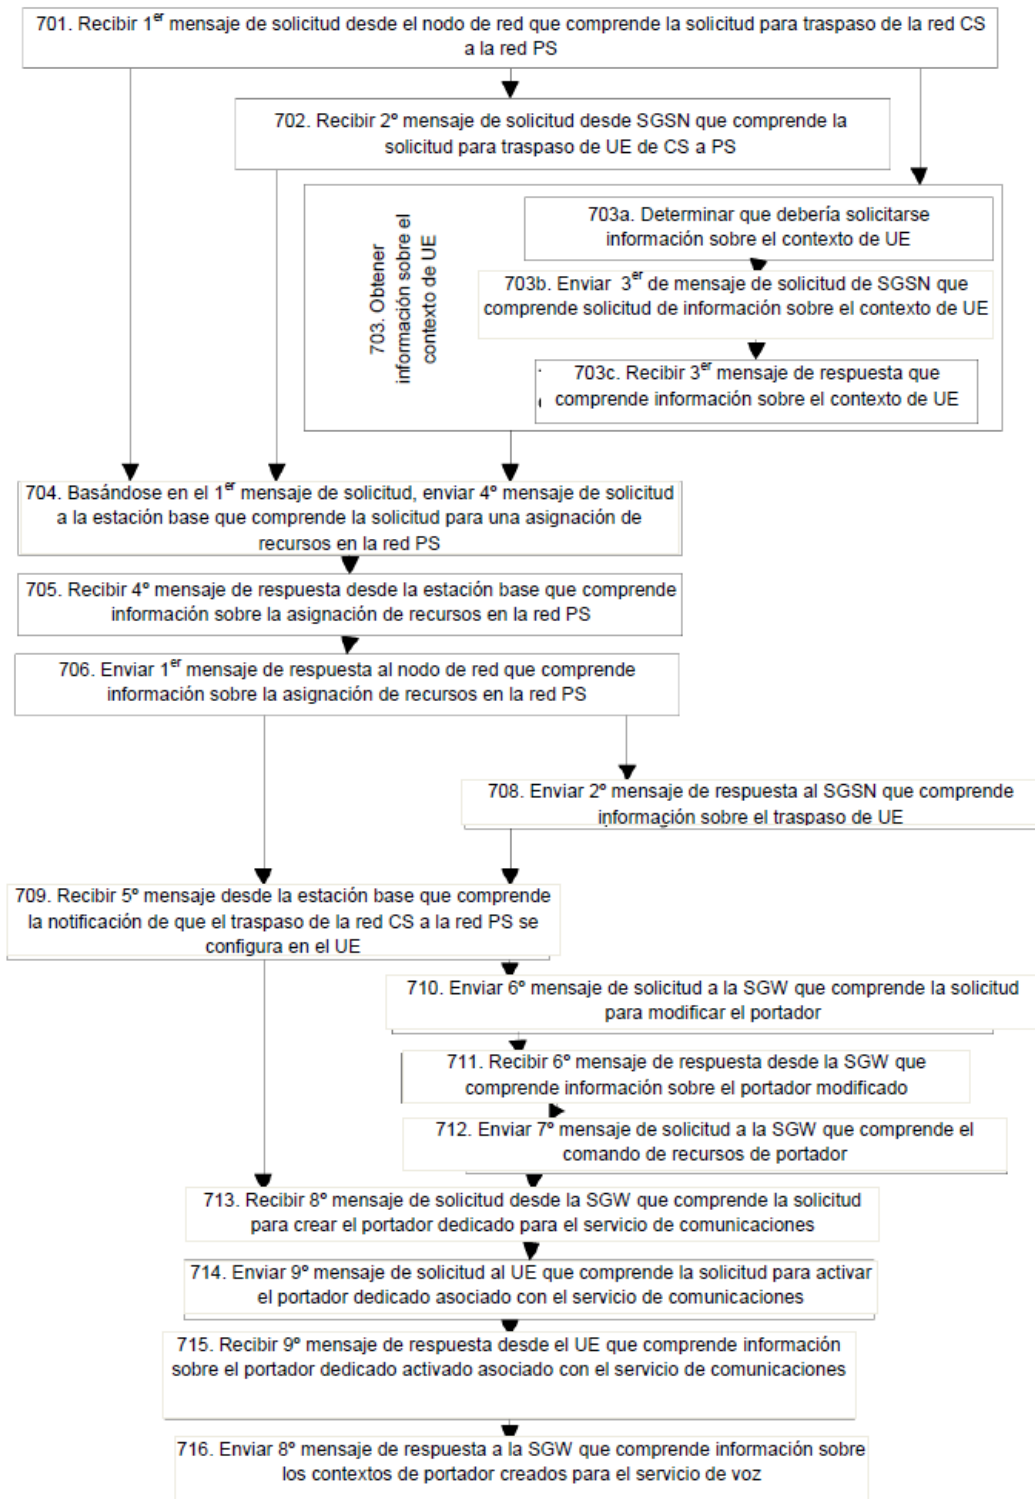 701. Recibir 1er mensaje de solicitud desde el nodo de red que comprende la solicitud para traspaso de la red CS
a la red PS
702. Recibir 2º mensaje de solicitud desde SGSN que comprende la
solicitud para traspaso de UE de CS a PS
703. Obtener
información sobre el
contexto de UE
703a. Determinar que debería solicitarse
información sobre el contexto de UE
703b. Enviar 3er de mensaje de solicitud de SGSN que
comprende solicitud de información sobre el contexto de UE
703c. Recibir 3er mensaje de respuesta que
comprende información sobre el contexto de UE
704. Basándose en el 1er mensaje de solicitud, enviar 4º mensaje de solicitud
a la estación base que comprende la solicitud para una asignación de
recursos en la red PS
705. Recibir 4º mensaje de respuesta desde la estación base que comprende
información sobre la asignación de recursos en la red PS
706. Enviar 1er mensaje de respuesta al nodo de red que comprende
información sobre la asignación de recursos en la red PS
708. Enviar 2º mensaje de respuesta al SGSN que comprende
información sobre el traspaso de UE
709. Recibir 5º mensaje desde la estación base que comprende
la notificación de que el traspaso de la red CS a la red PS se
configura en el UE
710. Enviar 6º mensaje de solicitud a la SGW que comprende la solicitud
para modificar el portador
711. Recibir 6º mensaje de respuesta desde la SGW que
comprende información sobre el portador modificado
712. Enviar 7º mensaje de solicitud a la SGW que comprende el
comando de recursos de portador
713. Recibir 8º mensaje de solicitud desde la SGW que comprende la solicitud
para crear el portador dedicado para el servicio de comunicaciones
714. Enviar 9º mensaje de solicitud al UE que comprende la solicitud para activar
el portador dedicado asociado con el servicio de comunicaciones
715. Recibir 9º mensaje de respuesta desde el UE que comprende información
sobre el portador dedicado activado asociado con el servicio de comunicaciones
716. Enviar 8º mensaje de respuesta a la SGW que comprende información sobre
los contextos de portador creados para el servicio de voz